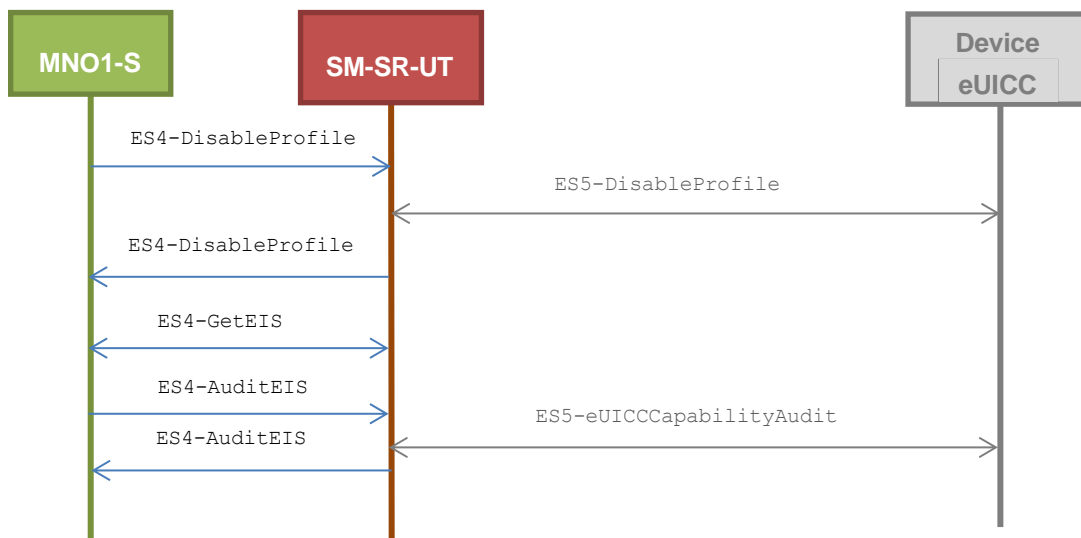 MNO1-S
SM-SR-UT
Device
eUICC
ES4-DisableProfile
ES5-DisableProfile
ES4-DisableProfile
ES4-GetEIS
ES4-AuditEIS
ES5-eUICCCapabilityAudit
ES4-AuditEIS